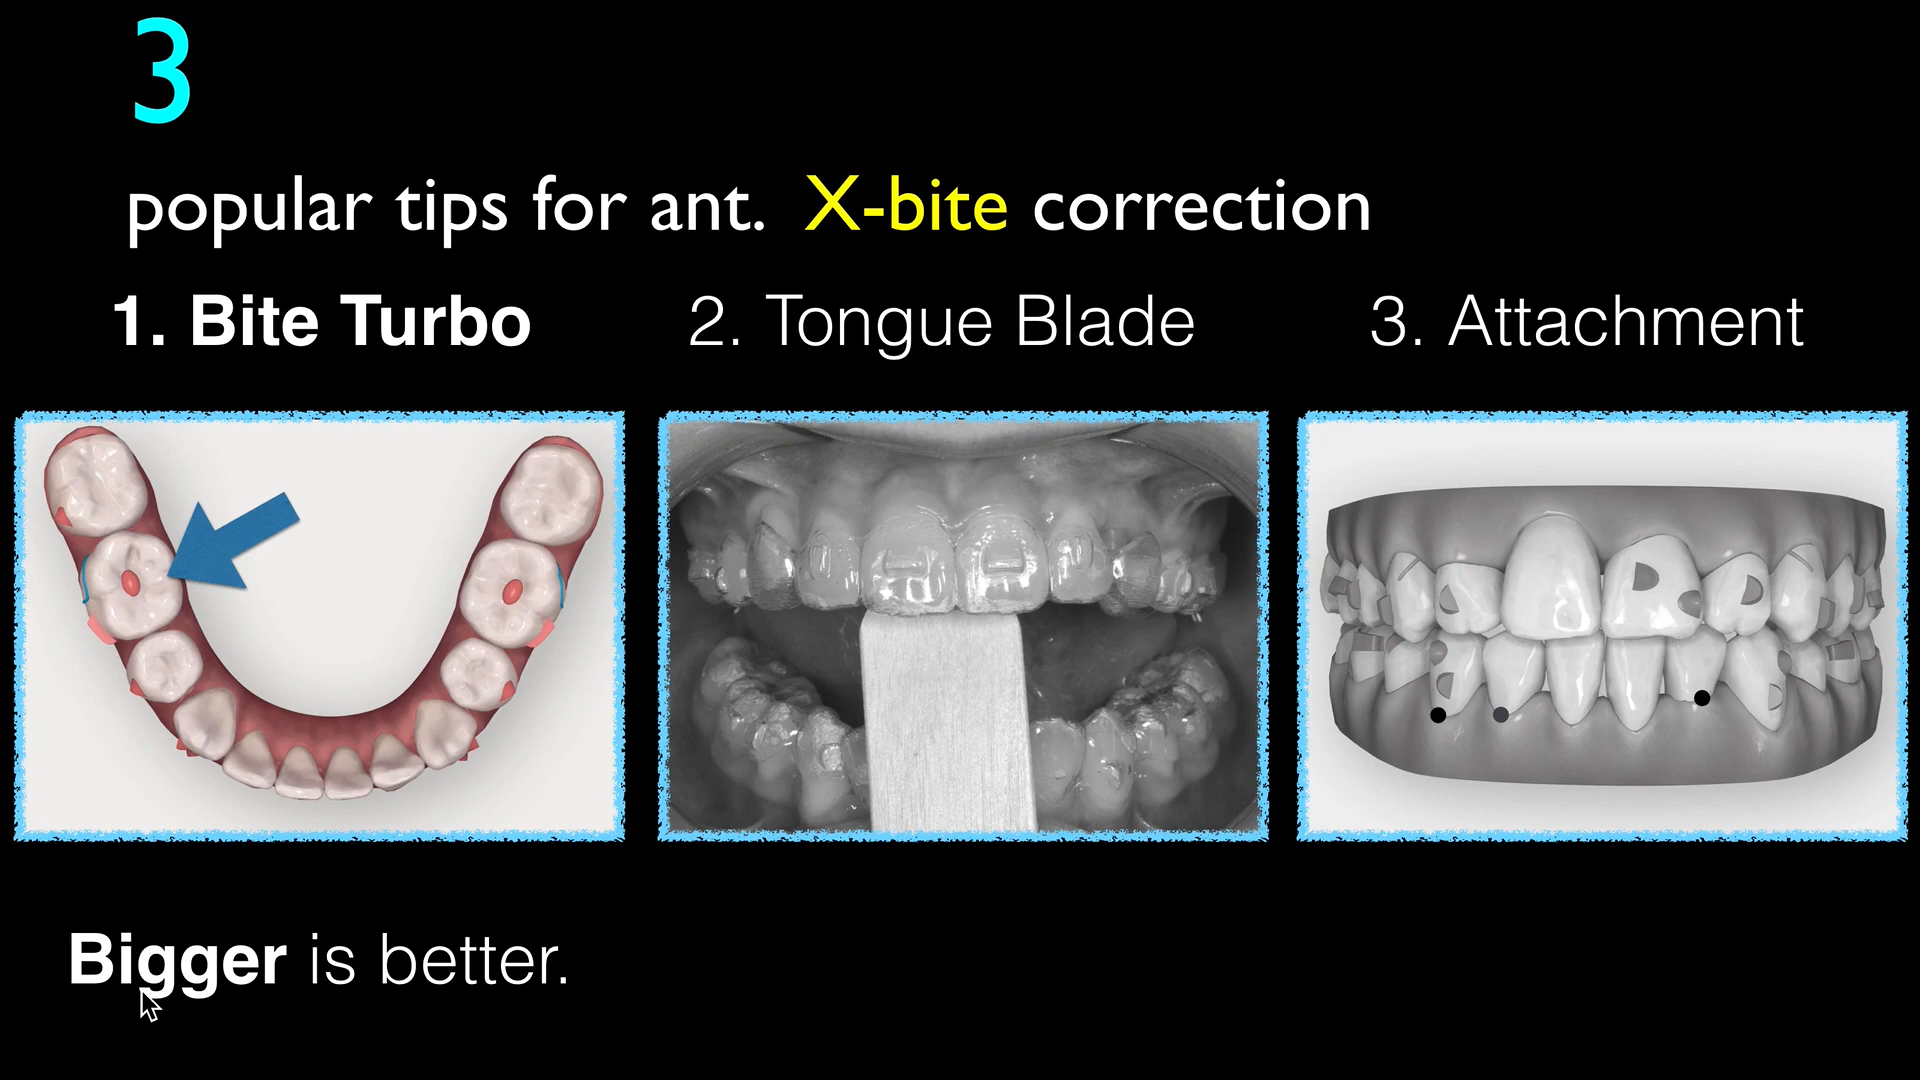 3
popular tips for ant. X-bite correction
1. Bite Turbo
2. Tongue Blade
3. Attachment
Bigger is better.